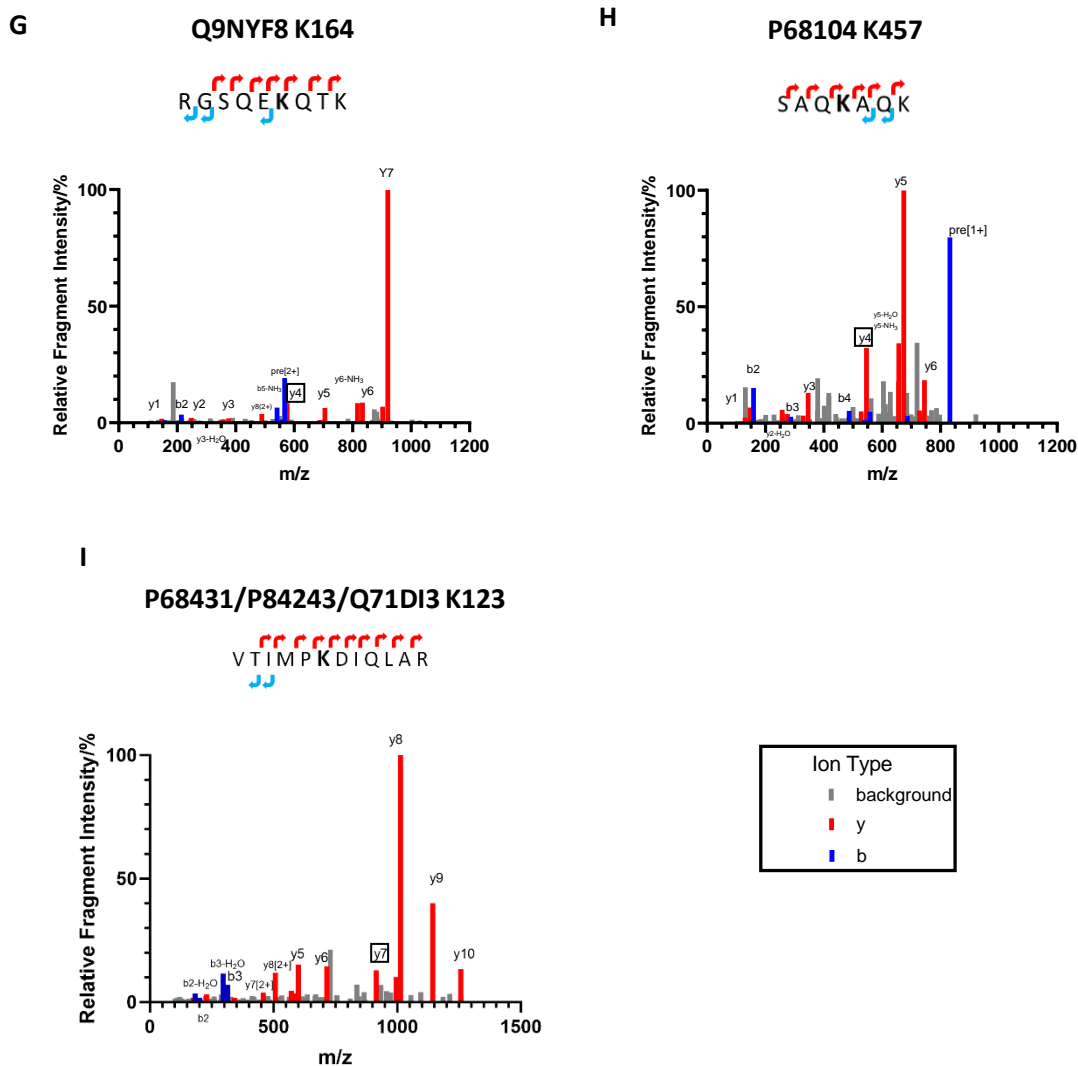 G
Q9NYF8 K164
R G S Q E K Q T K
Relative Fragment Intensity/%
100
50
0
Y7
pre[2+]
b5-NH₃
y4
y8(2+)
y6-NH₃
y6
y5
y1
b2
y2
y3
y3-H₂O
0 200 400 600 800 1000 1200
m/z
H
P68104 K457
S A Q K A Q K
Relative Fragment Intensity/%
100
50
0
y5
pre[1+]
y5-H₂O
y5-NH₃
y4
b2
y3
y6
y1
b3
b4
y2-H₂O
0 200 400 600 800 1000 1200
m/z
I
P68431/P84243/Q71DI3 K123
V T I M P K D I Q L A R
Relative Fragment Intensity/%
100
50
0
y8
y9
b3-H₂O
b3
y8[2+]
y5
y6
y7
y10
b2-H₂O
y7[2+]
b2
0 500 1000 1500
m/z
Ion Type
background
y
b